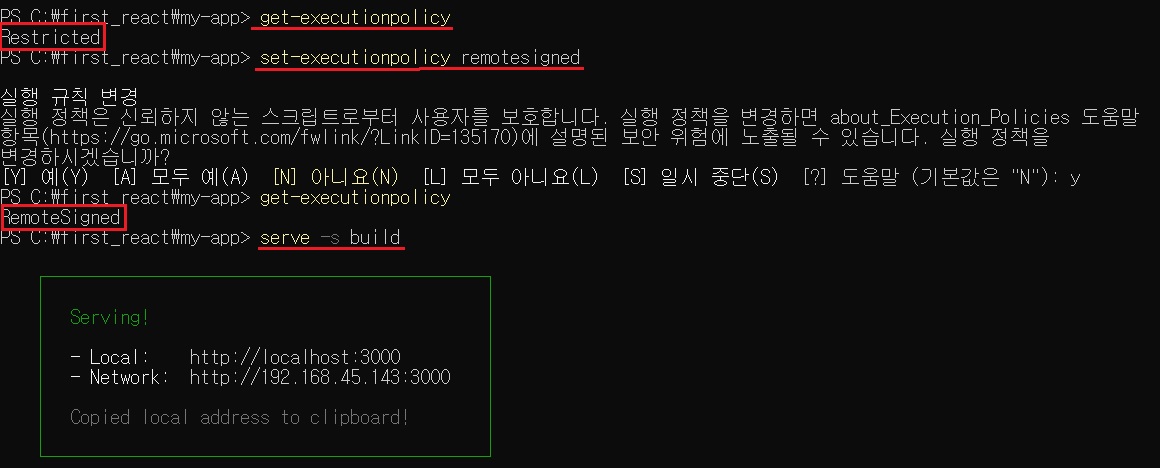 PS C:\first_react\my-app> get-executionpolicy
Restricted
PS C:\first_react\my-app> set-executionpolicy remotesigned
실행 규칙 변경
실행 정책은 신뢰하지 않는 스크립트로부터 사용자를 보호합니다. 실행 정책을 변경하면 about_Execution_Policies 도움말
항목(https://go.microsoft.com/fwlink/?LinkID=135170)에 설명된 보안 위험에 노출될 수 있습니다. 실행 정책을
변경하시겠습니까?
[Y] 예(Y)  [A] 모두 예(A)  [N] 아니요(N)  [L] 모두 아니요(L)  [S] 일시 중단(S)  [?] 도움말 (기본값은 "N"): y
PS C:\first_react\my-app> get-executionpolicy
RemoteSigned
PS C:\first_react\my-app> serve -s build
Serving!
- Local:    http://localhost:3000
- Network:  http://192.168.45.143:3000
Copied local address to clipboard!